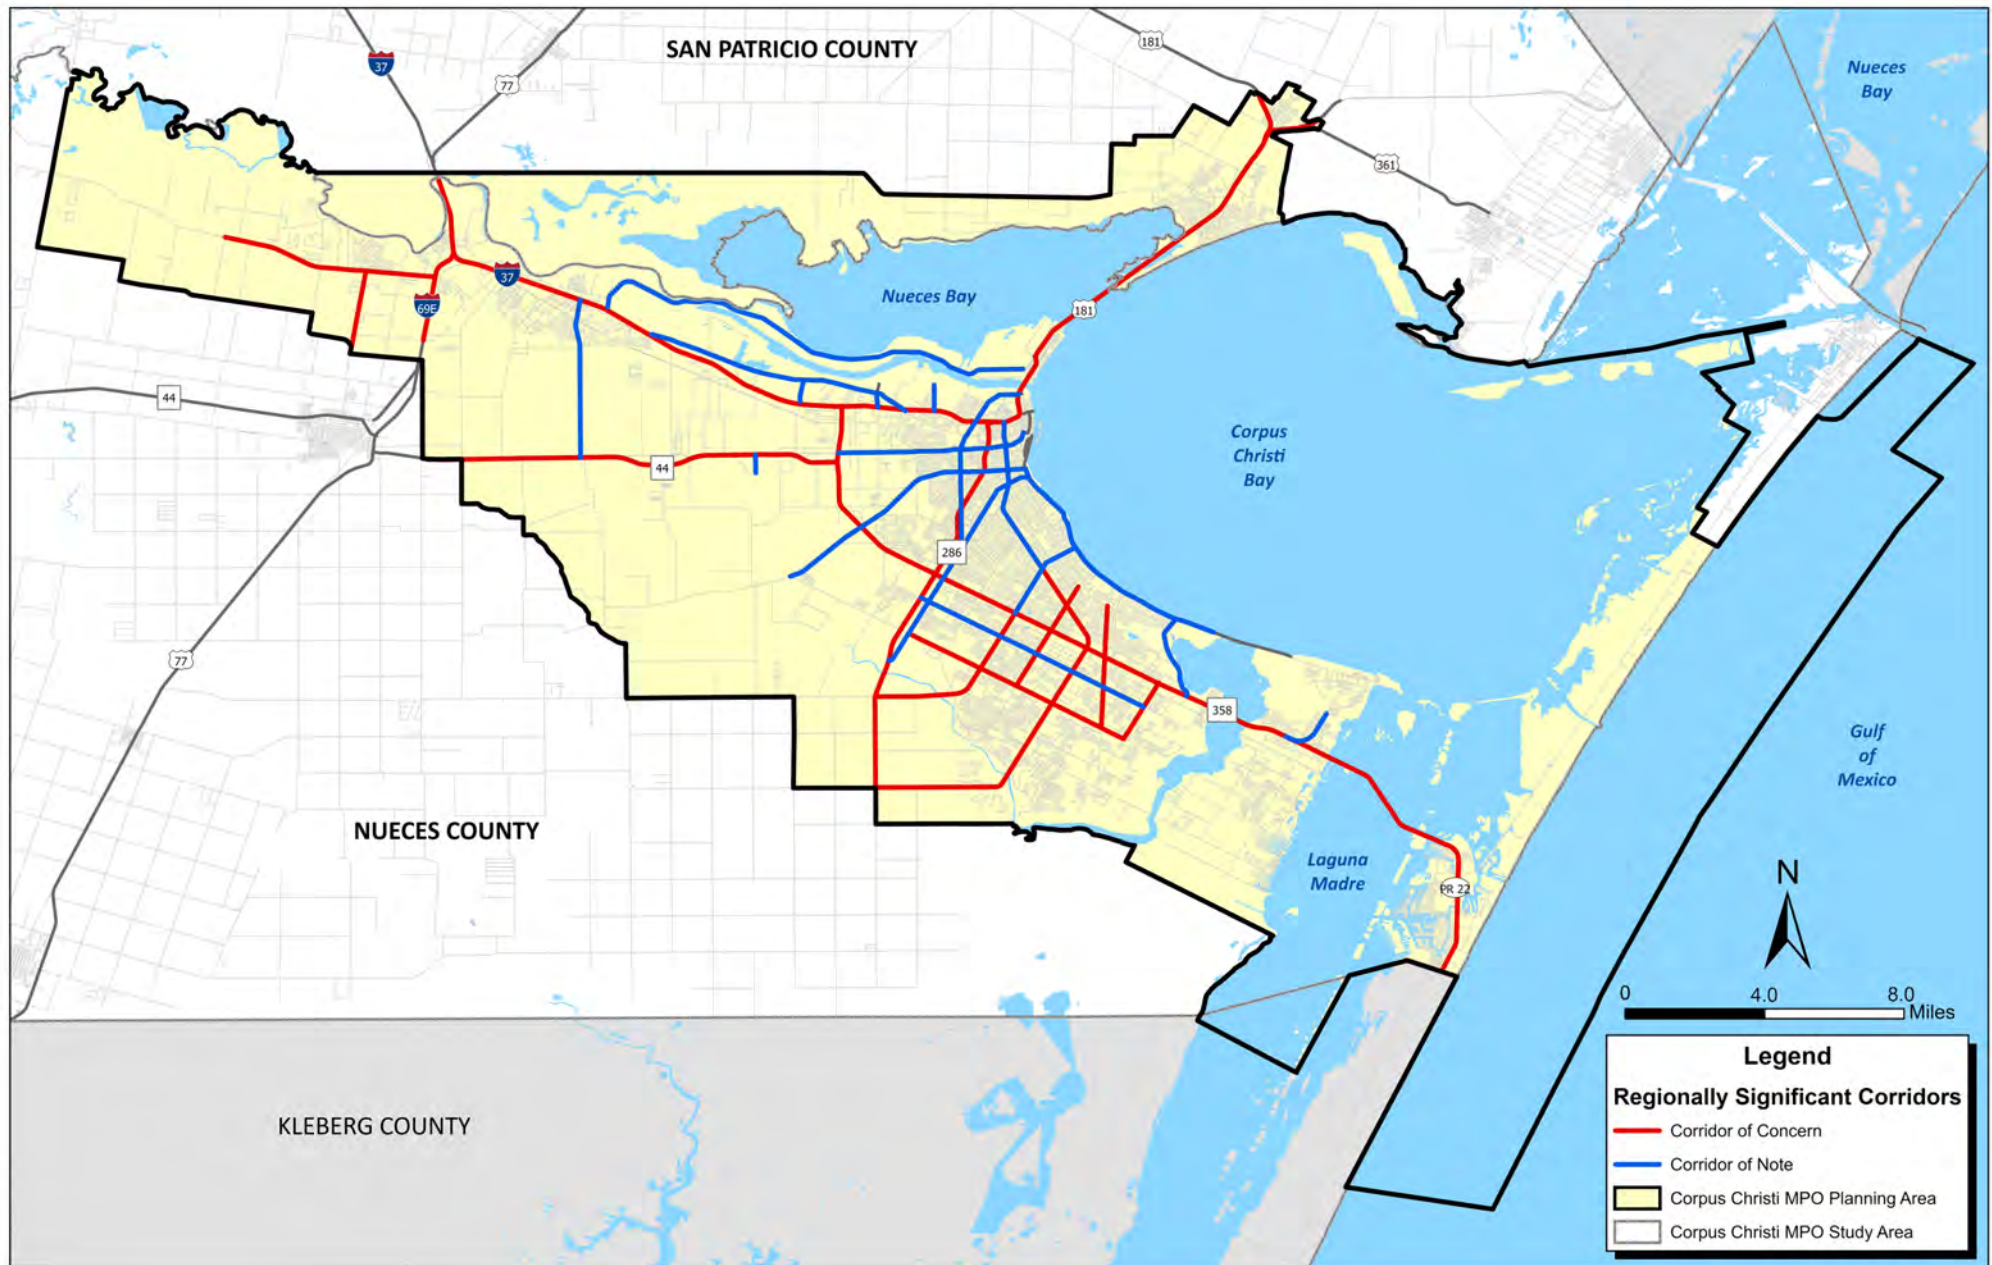 SAN PATRICIO COUNTY
181
37
77
Nueces
Bay
361
37
69E
Nueces Bay
181
44
44
Corpus
Christi
Bay
286
77
358
Gulf
of
Mexico
NUECES COUNTY
Laguna
Madre
PR 22
N
0 4.0 8.0
Miles
KLEBERG COUNTY
Legend
Regionally Significant Corridors
Corridor of Concern
Corridor of Note
Corpus Christi MPO Planning Area
Corpus Christi MPO Study Area